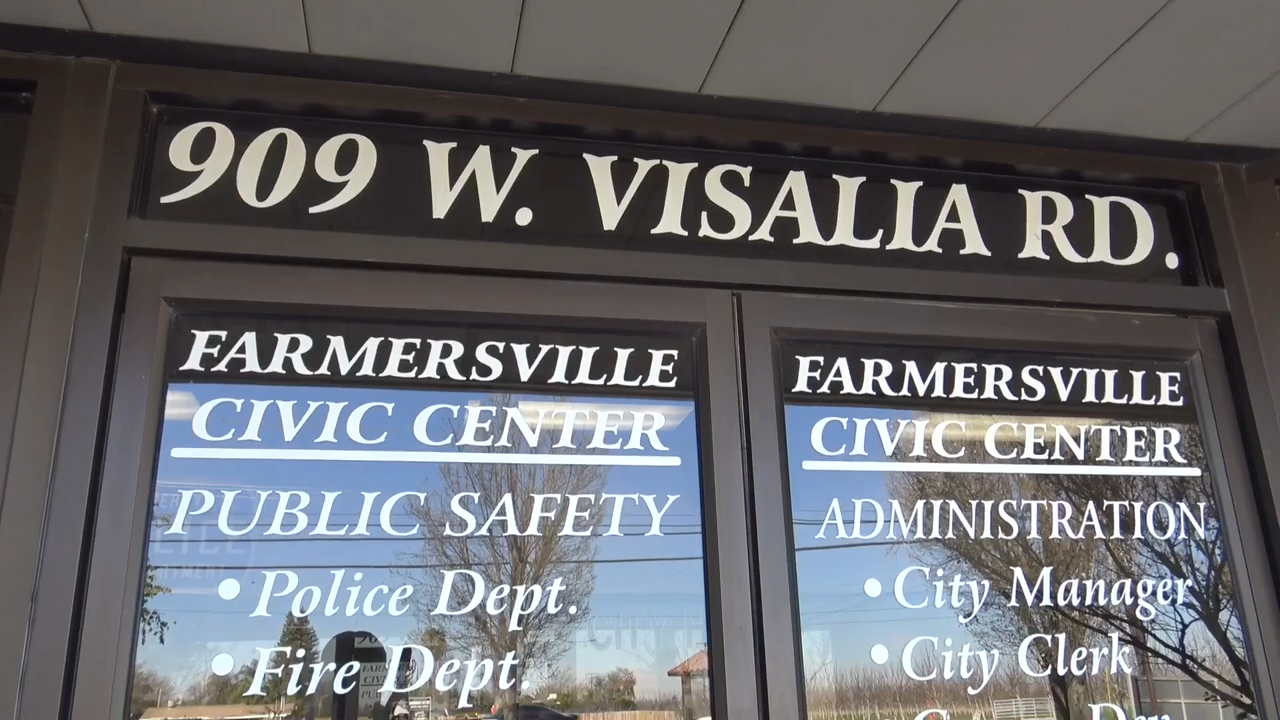 909 W. VISALIA RD.
FARMERSVILLE
CIVIC CENTER
PUBLIC SAFETY
• Police Dept.
• Fire Dept.
FARMERSVILLE
CIVIC CENTER
ADMINISTRATION
• City Manager
• City Clerk